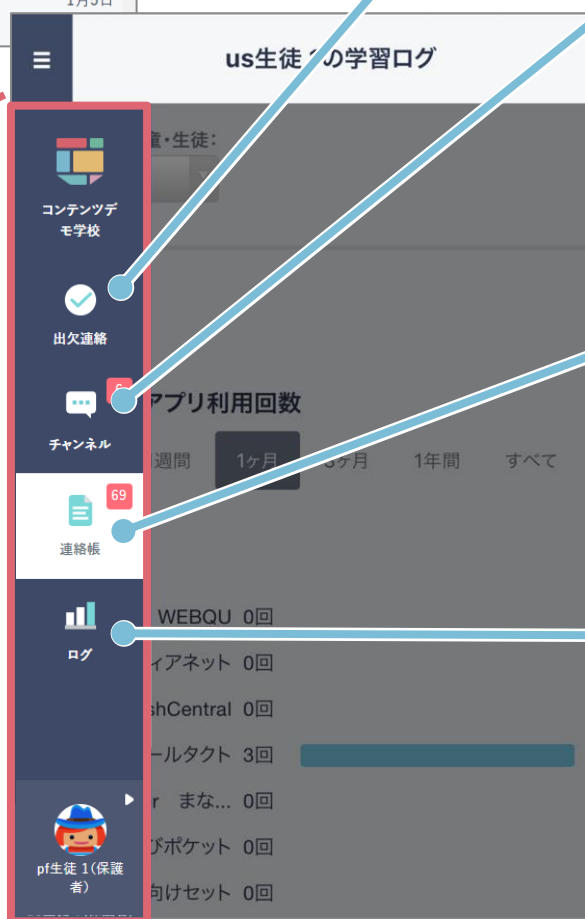 1月5日
us生徒 1の学習ログ
童・生徒:
コンテンツデ
モ学校
出欠連絡
6
チャンネル
アプリ利用回数
週間 1ヶ月 3ヶ月 1年間 すべて
69
連絡帳
ログ
WEBQU 0回
ィアネット 0回
shCentral 0回
ールタクト 3回
r まな... 0回
びポケット 0回
向けセット 0回
pf生徒 1(保護
者)